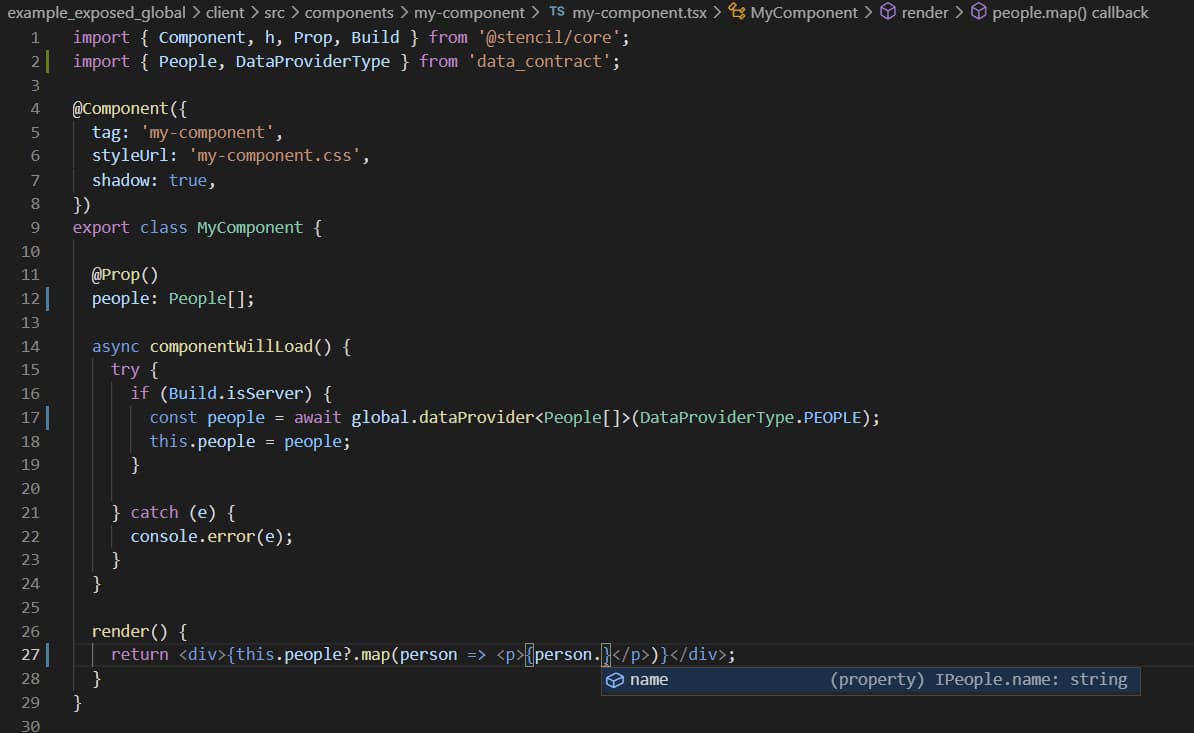 example_exposed_global > client > src > components > my-component > TS my-component.tsx > MyComponent > render > people.map() callback
1 import { Component, h, Prop, Build } from '@stencil/core';
2 import { People, DataProviderType } from 'data_contract';
3
4 @Component({
5   tag: 'my-component',
6   styleUrl: 'my-component.css',
7   shadow: true,
8 })
9 export class MyComponent {
10
11   @Prop()
12   people: People[];
13
14   async componentWillLoad() {
15     try {
16       if (Build.isServer) {
17         const people = await global.dataProvider<People[]>(DataProviderType.PEOPLE);
18         this.people = people;
19       }
20
21     } catch (e) {
22       console.error(e);
23     }
24   }
25
26   render() {
27     return <div>{this.people?.map(person => <p>{person.}</p>)}</div>;
28   }
name (property) IPeople.name: string
29 }
30